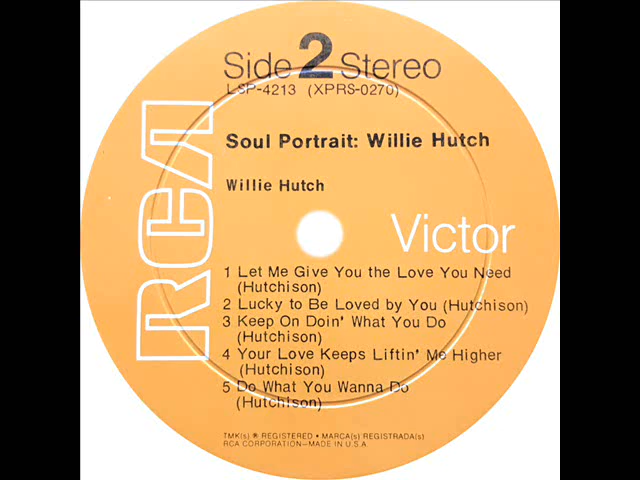 Side 2 Stereo
LSP-4213 (XPRS-0270)
Soul Portrait: Willie Hutch
Willie Hutch
RCA
Victor
1 Let Me Give You the Love You Need
(Hutchison)
2 Lucky to Be Loved by You (Hutchison)
3 Keep On Doin' What You Do
(Hutchison)
4 Your Love Keeps Liftin' Me Higher
(Hutchison)
5 Do What You Wanna Do
(Hutchison)
TMK(s) ® REGISTERED • MARCA(s) REGISTRADA(s)
RCA CORPORATION—MADE IN U.S.A.